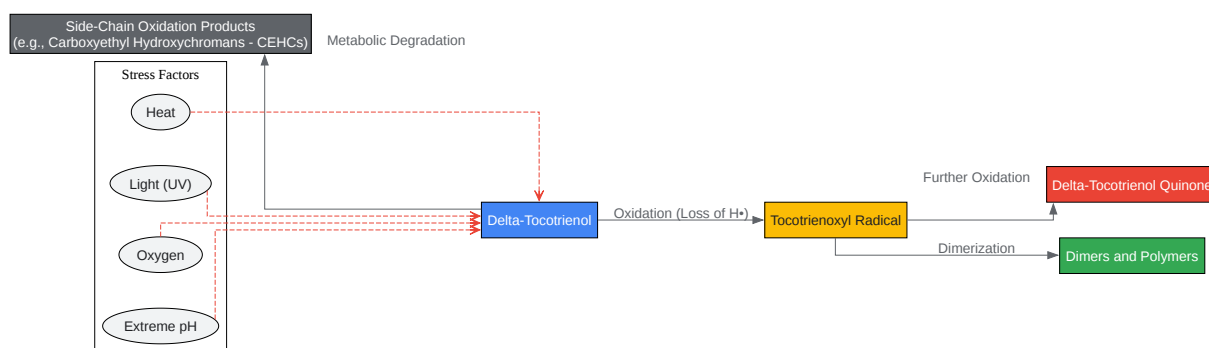 Side-Chain Oxidation Products
(e.g., Carboxyethyl Hydroxychromans - CEHCs)
Metabolic Degradation
Stress Factors
Heat
Light (UV)
Oxygen
Extreme pH
Delta-Tocotrienol
Oxidation (Loss of H•)
Tocotrienoxyl Radical
Further Oxidation
Delta-Tocotrienol Quinone
Dimerization
Dimers and Polymers